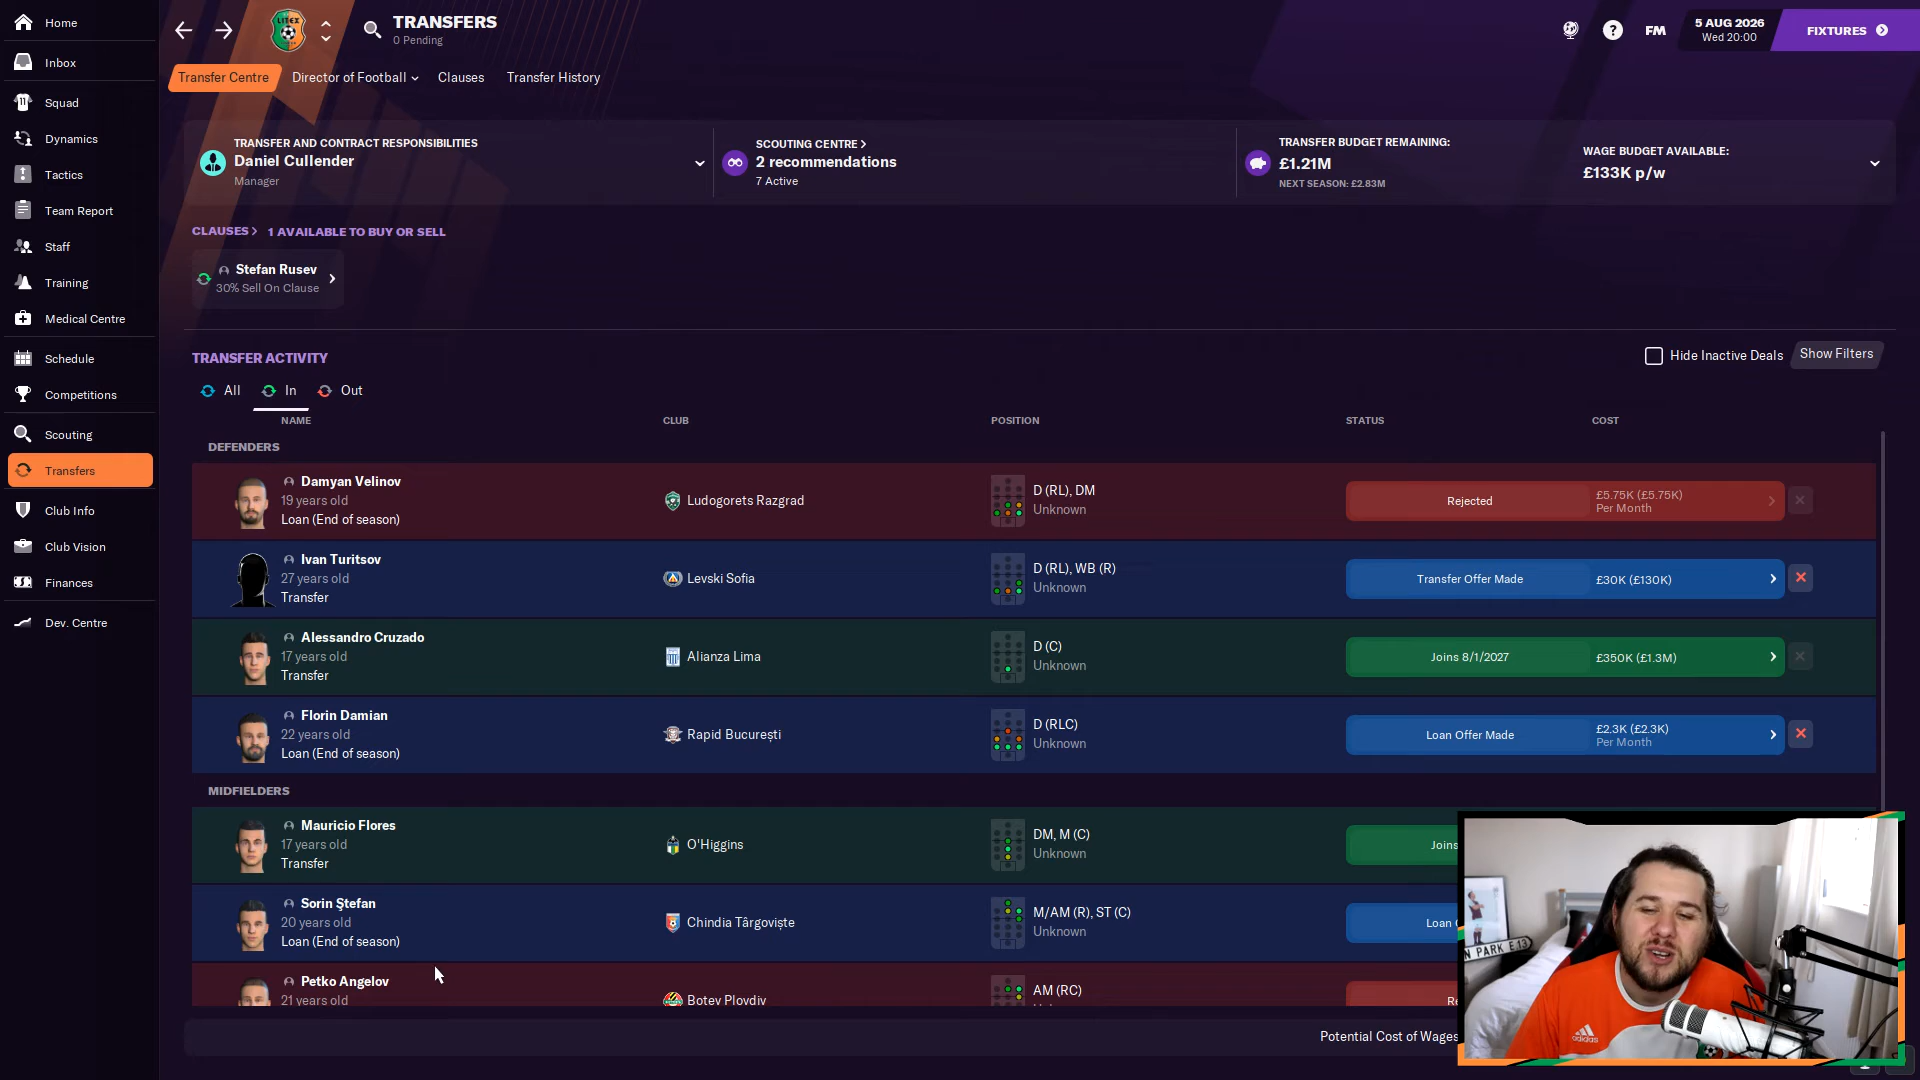 Home
Inbox
Squad
Dynamics
Tactics
Team Report
Staff
Training
Medical Centre
Schedule
Competitions
Scouting
Transfers
Club Info
Club Vision
Finances
Dev. Centre
LITEX
TRANSFERS
0 Pending
?
FM
5 AUG 2026
Wed 20:00
FIXTURES
Transfer Centre
Director of Football
Clauses
Transfer History
TRANSFER AND CONTRACT RESPONSIBILITIES
Daniel Cullender
Manager
SCOUTING CENTRE >
2 recommendations
7 Active
TRANSFER BUDGET REMAINING:
£1.21M
NEXT SEASON: £2.83M
WAGE BUDGET AVAILABLE:
£133K p/w
CLAUSES > 1 AVAILABLE TO BUY OR SELL
Stefan Rusev
30% Sell On Clause
TRANSFER ACTIVITY
Hide Inactive Deals
Show Filters
All
In
Out
NAME CLUB POSITION STATUS COST
DEFENDERS
Damyan Velinov
19 years old
Loan (End of season)
Ludogorets Razgrad
D (RL), DM
Unknown
Rejected
£5.75K (£5.75K)
Per Month
Ivan Turitsov
27 years old
Transfer
Levski Sofia
D (RL), WB (R)
Unknown
Transfer Offer Made
£30K (£130K)
Alessandro Cruzado
17 years old
Transfer
Alianza Lima
D (C)
Unknown
Joins 8/1/2027
£350K (£1.3M)
Florin Damian
22 years old
Loan (End of season)
Rapid București
D (RLC)
Unknown
Loan Offer Made
£2.3K (£2.3K)
Per Month
MIDFIELDERS
Mauricio Flores
17 years old
Transfer
O'Higgins
DM, M (C)
Unknown
Joins
Sorin Ştefan
20 years old
Loan (End of season)
Chindia Târgoviște
M/AM (R), ST (C)
Unknown
Loan
Petko Angelov
21 years old
Botev Plovdiv
AM (RC)
Potential Cost of Wages
N PARK E.13
adidas